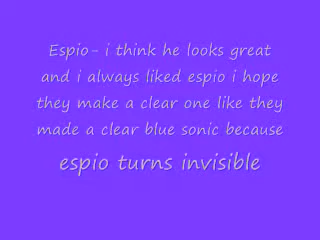 Espio- i think he looks great
and i always liked espio i hope
they make a clear one like they
made a clear blue sonic because
espio turns invisible